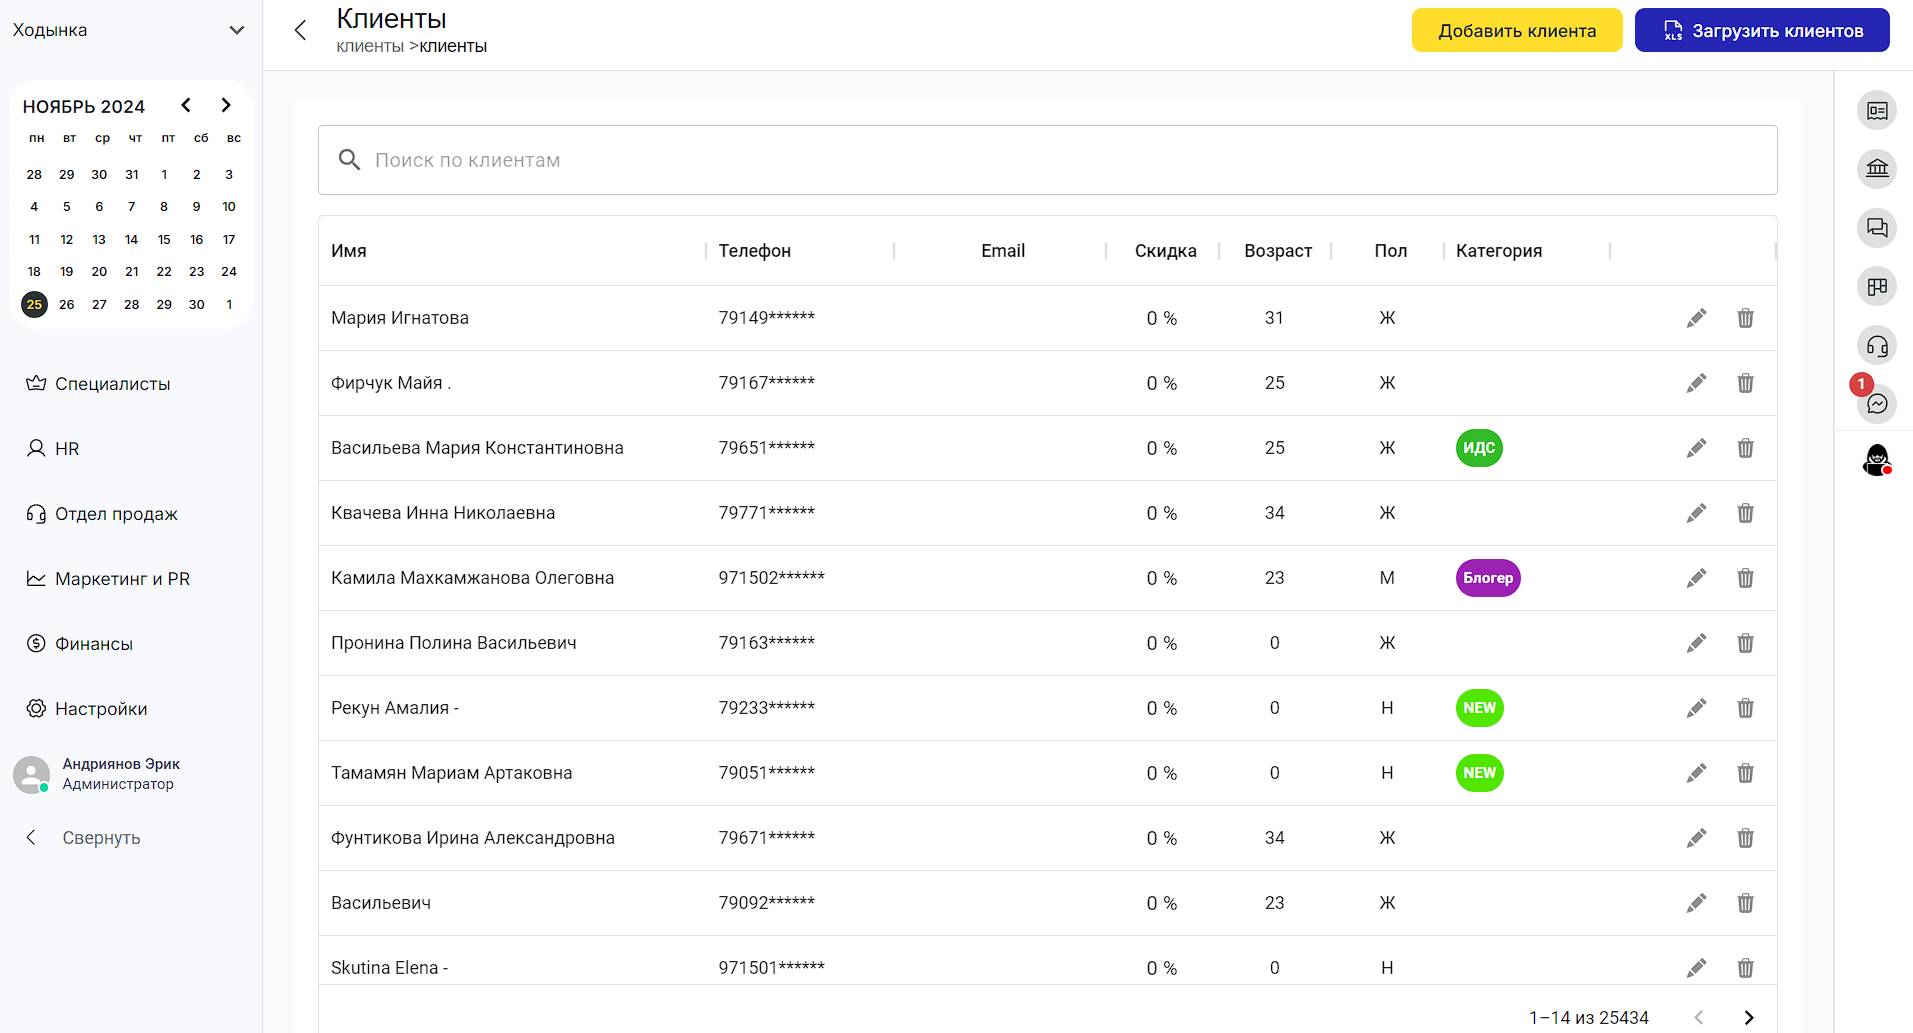 Ходынка
НОЯБРЬ 2024
пн вт ср чт пт сб вс
28 29 30 31 1 2 3
4 5 6 7 8 9 10
11 12 13 14 15 16 17
18 19 20 21 22 23 24
25 26 27 28 29 30 1
Специалисты
HR
Отдел продаж
Маркетинг и PR
Финансы
Настройки
Андриянов Эрик
Администратор
Свернуть
Клиенты
клиенты >клиенты
Добавить клиента
XLS Загрузить клиентов
Поиск по клиентам
Имя Телефон Email Скидка Возраст Пол Категория
Мария Игнатова 79149****** 0 % 31 Ж
Фирчук Майя . 79167****** 0 % 25 Ж
Васильева Мария Константиновна 79651****** 0 % 25 Ж ИДС
Квачева Инна Николаевна 79771****** 0 % 34 Ж
Камила Махкамжанова Олеговна 971502****** 0 % 23 М Блогер
Пронина Полина Васильевич 79163****** 0 % 0 Ж
Рекун Амалия - 79233****** 0 % 0 Н NEW
Тамамян Мариам Артаковна 79051****** 0 % 0 Н NEW
Фунтикова Ирина Александровна 79671****** 0 % 34 Ж
Васильевич 79092****** 0 % 23 Ж
Skutina Elena - 971501****** 0 % 0 Н
1–14 из 25434
1